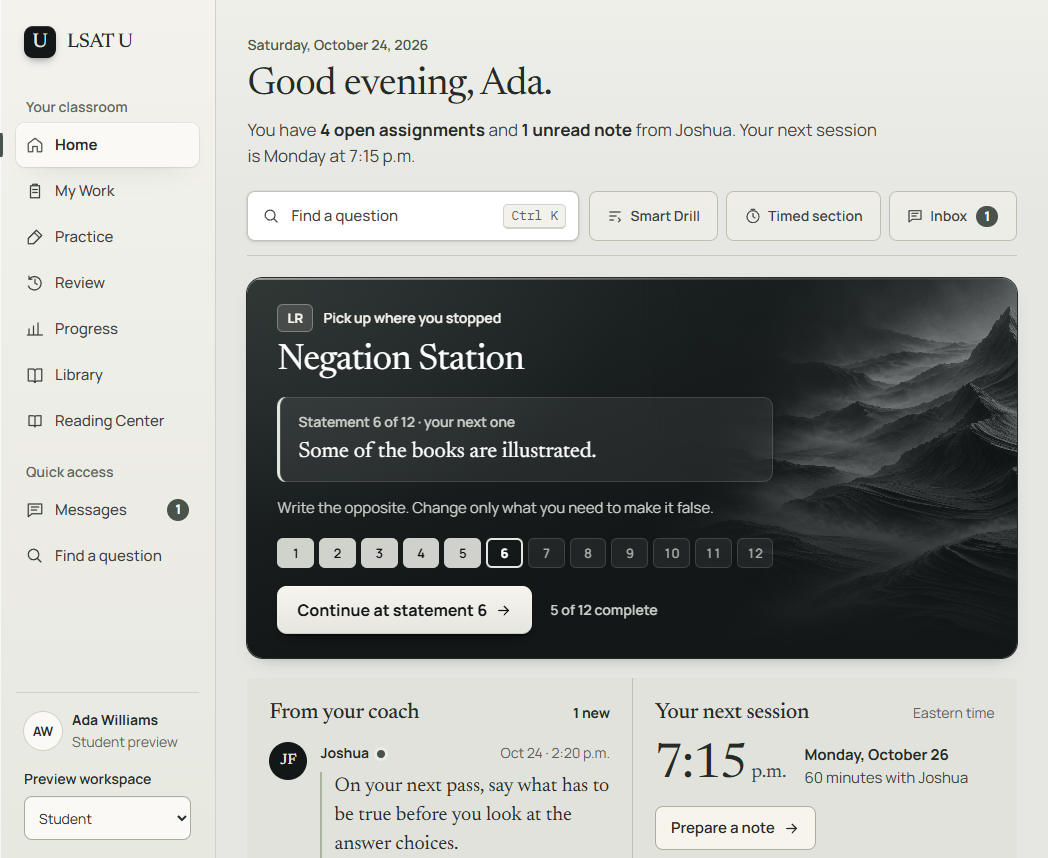 U LSAT U
Your classroom
Home
My Work
Practice
Review
Progress
Library
Reading Center
Quick access
Messages 1
Find a question
AW Ada Williams
Student preview
Preview workspace
Student
Saturday, October 24, 2026
Good evening, Ada.
You have 4 open assignments and 1 unread note from Joshua. Your next session
is Monday at 7:15 p.m.
Find a question Ctrl K Smart Drill Timed section Inbox 1
LR Pick up where you stopped
Negation Station
Statement 6 of 12 · your next one
Some of the books are illustrated.
Write the opposite. Change only what you need to make it false.
1 2 3 4 5 6 7 8 9 10 11 12
Continue at statement 6 → 5 of 12 complete
From your coach 1 new
JF Joshua Oct 24 · 2:20 p.m.
On your next pass, say what has to
be true before you look at the
answer choices.
Your next session Eastern time
7:15 p.m. Monday, October 26
60 minutes with Joshua
Prepare a note →